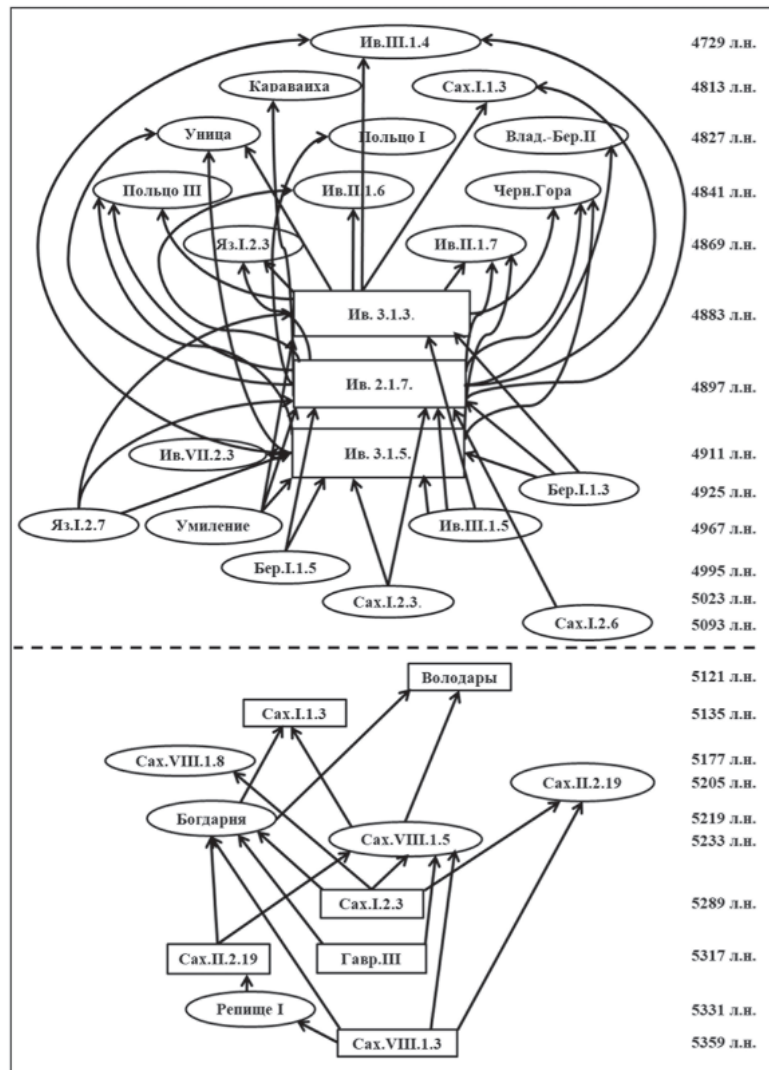 Ив.III.1.4 4729 л.н.
Караваиха Сах.I.1.3 4813 л.н.
Уница Польцо I Влад.-Бер.II 4827 л.н.
Польцо III Ив.II.1.6 Черн.Гора 4841 л.н.
Яз.I.2.3 Ив.II.1.7 4869 л.н.
Ив. 3.1.3. 4883 л.н.
Ив. 2.1.7. 4897 л.н.
Ив.VII.2.3 Ив. 3.1.5. 4911 л.н.
Бер.I.1.3 4925 л.н.
Яз.I.2.7 Умиление Ив.III.1.5 4967 л.н.
Бер.I.1.5 4995 л.н.
Сах.I.2.3. 5023 л.н.
Сах.I.2.6 5093 л.н.
Володары 5121 л.н.
Сах.I.1.3 5135 л.н.
Сах.VIII.1.8 5177 л.н.
Сах.II.2.19 5205 л.н.
Богдария 5219 л.н.
Сах.VIII.1.5 5233 л.н.
Сах.I.2.3 5289 л.н.
Сах.II.2.19 Гавр.III 5317 л.н.
Репище I 5331 л.н.
Сах.VIII.1.3 5359 л.н.